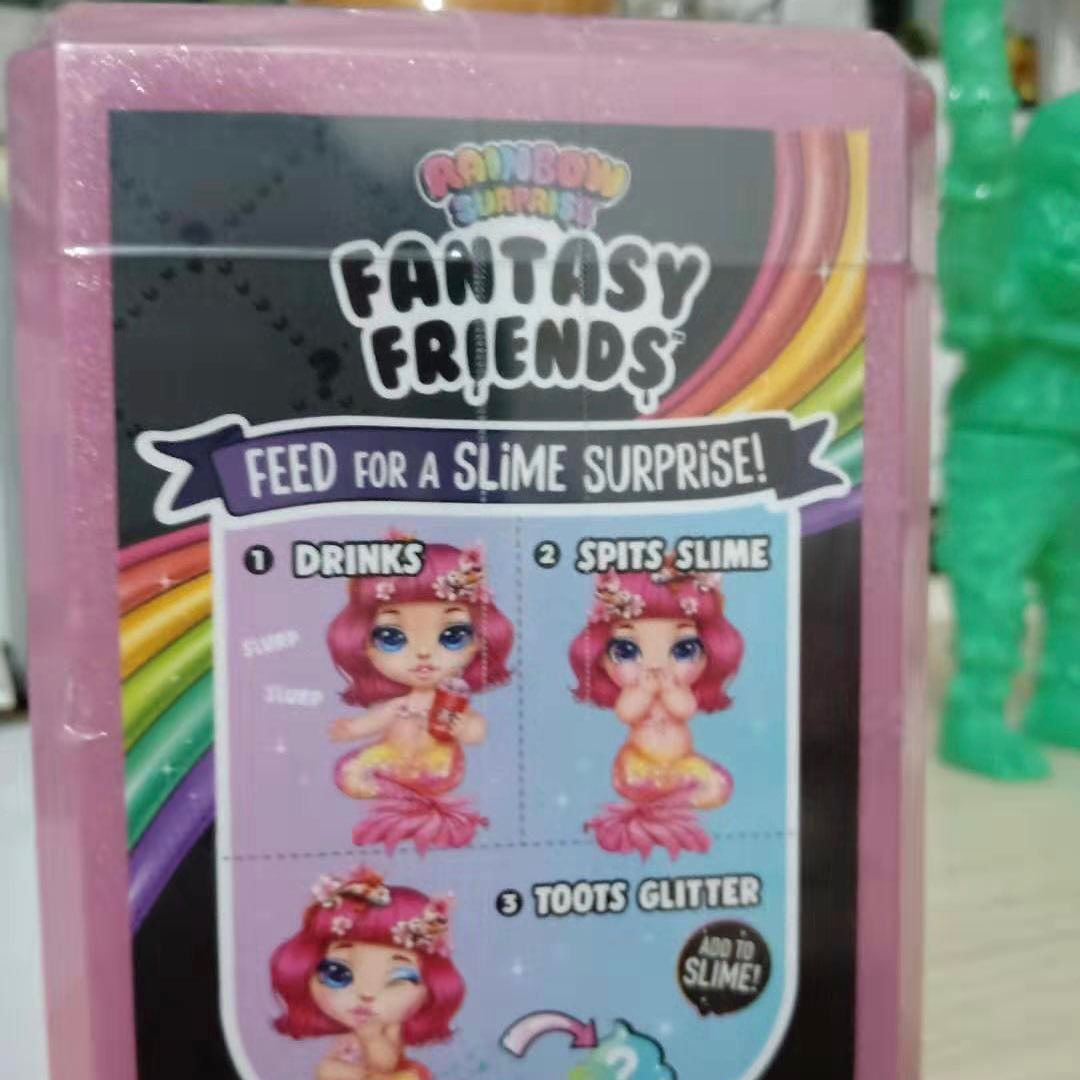 RAINBOW
SURPRISE
FANTASY
FRIENDS
FEED FOR A SLiME SURPRiSE!
1 DRINKS
2 SPITS SLIME
SLURP
SLURP
3 TOOTS GLITTER
ADD TO
SLIME!
?